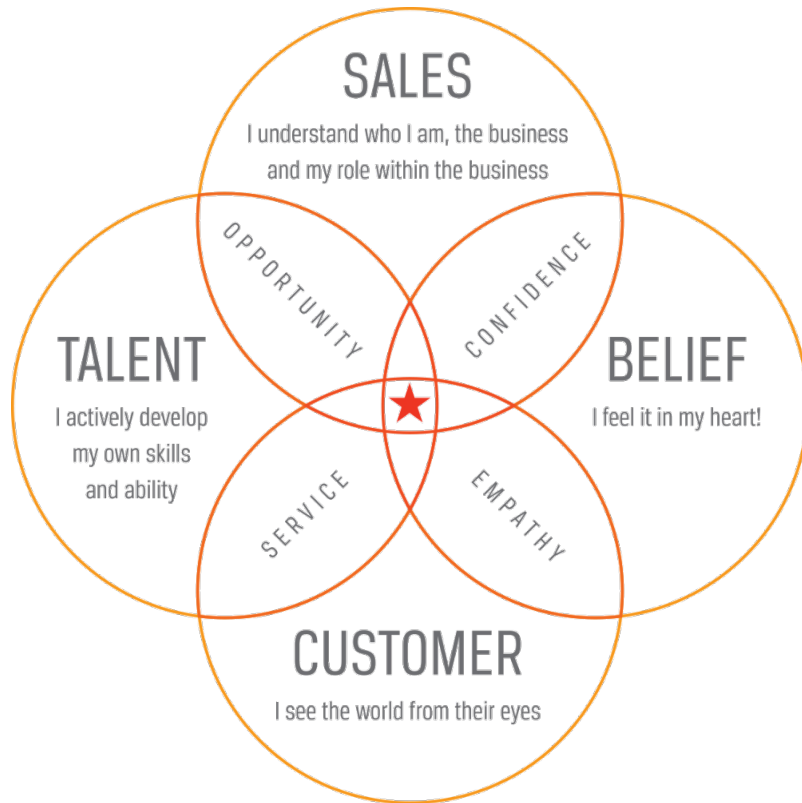 SALES
I understand who I am, the business
and my role within the business
OPPORTUNITY
CONFIDENCE
TALENT
I actively develop
my own skills
and ability
BELIEF
I feel it in my heart!
SERVICE
EMPATHY
CUSTOMER
I see the world from their eyes